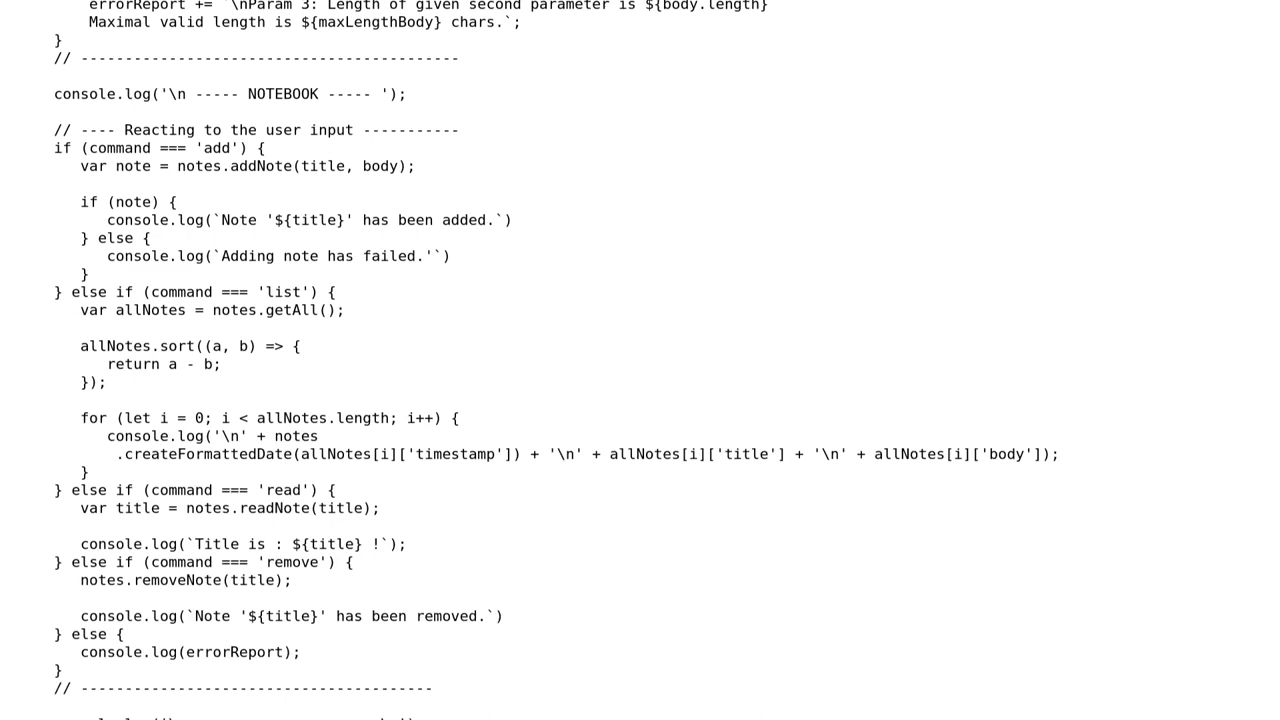 errorReport += `\nParam 3: Length of given second parameter is ${body.length}
Maximal valid length is ${maxLengthBody} chars.`;
}
// -------------------------------------------
console.log('\n ----- NOTEBOOK ----- ');
// ---- Reacting to the user input -----------
if (command === 'add') {
var note = notes.addNote(title, body);
if (note) {
console.log(`Note '${title}' has been added.`)
} else {
console.log(`Adding note has failed.'`)
}
} else if (command === 'list') {
var allNotes = notes.getAll();
allNotes.sort((a, b) => {
return a - b;
});
for (let i = 0; i < allNotes.length; i++) {
console.log('\n' + notes
.createFormattedDate(allNotes[i]['timestamp']) + '\n' + allNotes[i]['title'] + '\n' + allNotes[i]['body']);
}
} else if (command === 'read') {
var title = notes.readNote(title);
console.log(`Title is : ${title} !`);
} else if (command === 'remove') {
notes.removeNote(title);
console.log(`Note '${title}' has been removed.`)
} else {
console.log(errorReport);
}
// ----------------------------------------